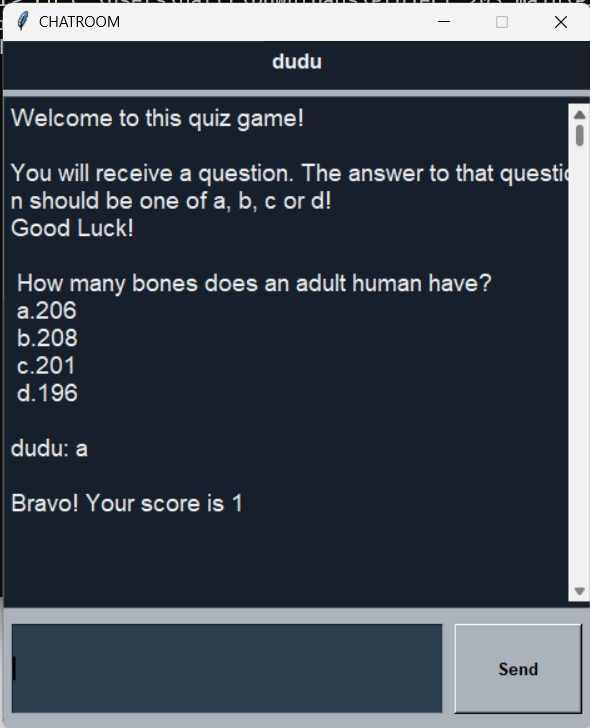 CHATROOM
dudu
Welcome to this quiz game!
You will receive a question. The answer to that questio
n should be one of a, b, c or d!
Good Luck!
How many bones does an adult human have?
a.206
b.208
c.201
d.196
dudu: a
Bravo! Your score is 1
Send